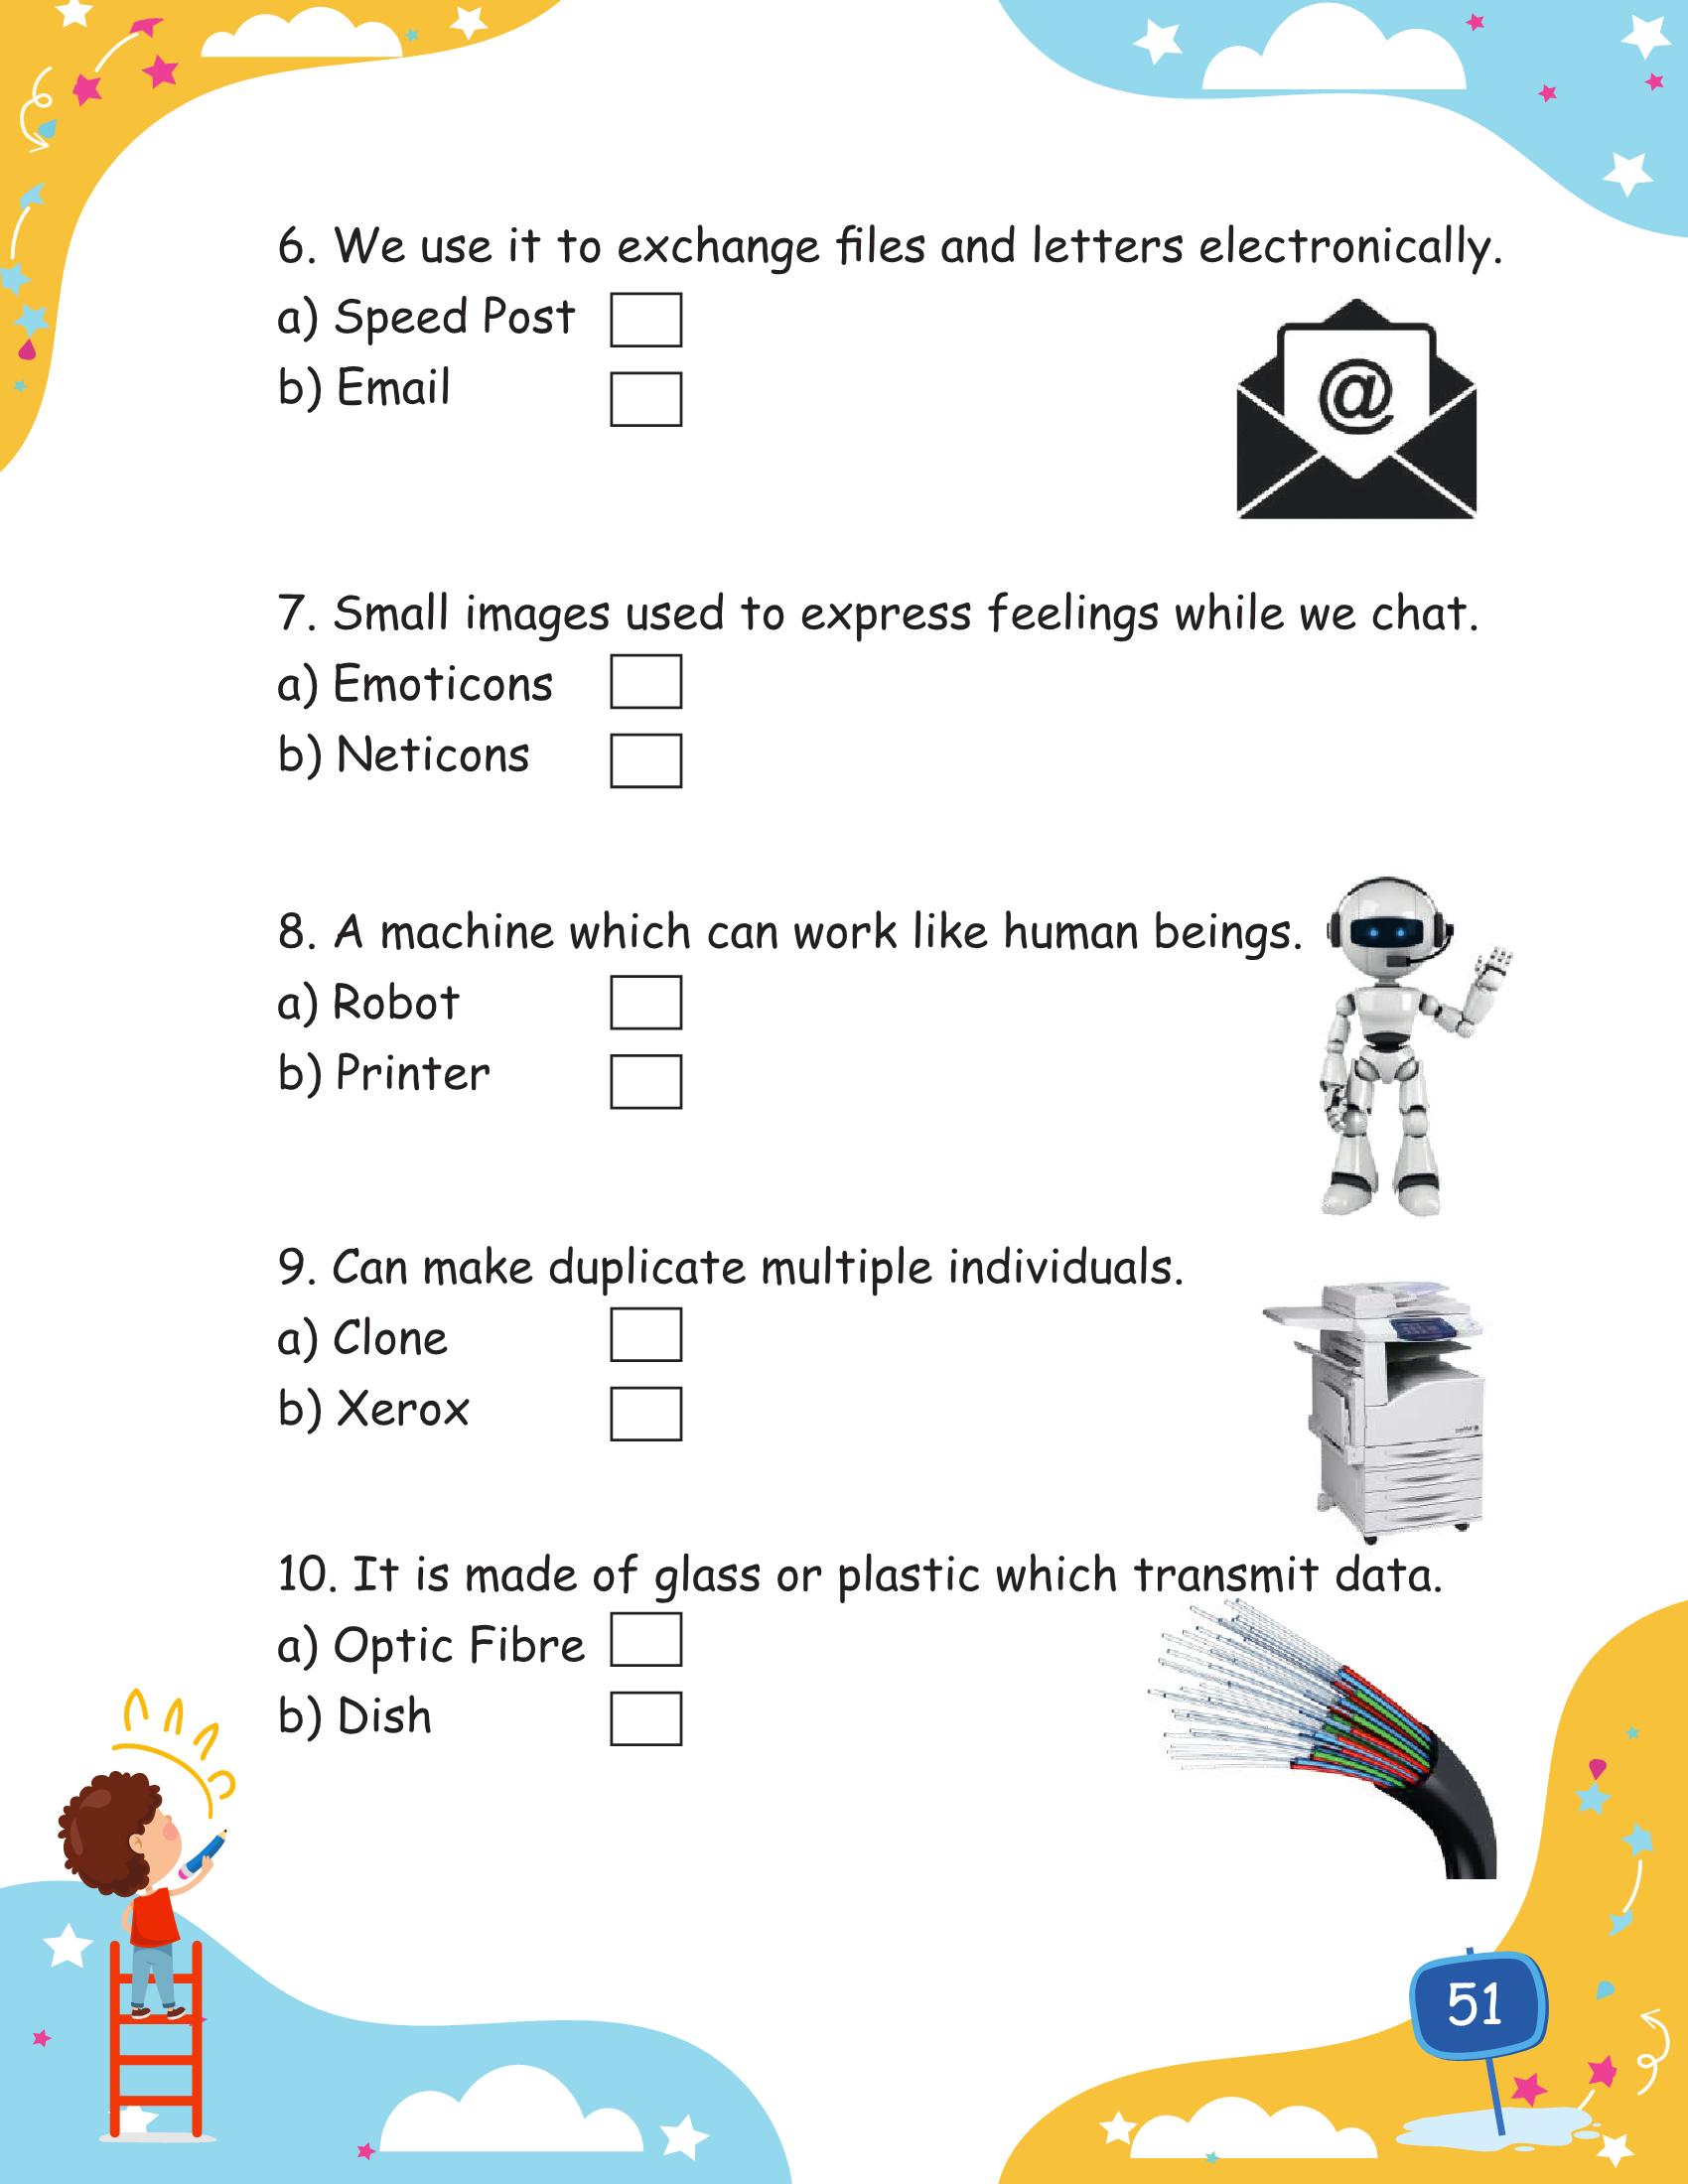 6. We use it to exchange files and letters electronically.
a) Speed Post
b) Email
@
7. Small images used to express feelings while we chat.
a) Emoticons
b) Neticons
8. A machine which can work like human beings.
a) Robot
b) Printer
9. Can make duplicate multiple individuals.
a) Clone
b) Xerox
10. It is made of glass or plastic which transmit data.
a) Optic Fibre
b) Dish
51